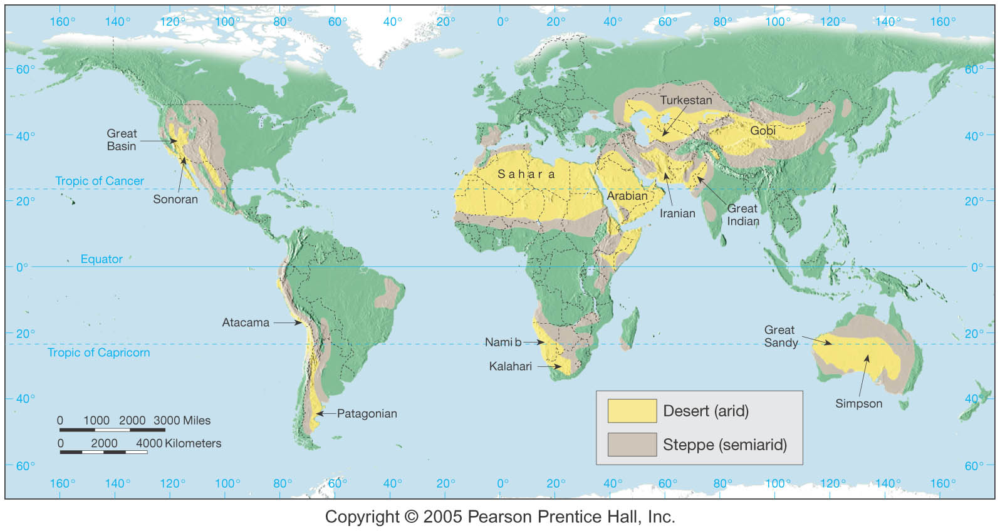 160° 140° 120° 100° 80° 60° 40° 20° 0° 20° 40° 60° 80° 100° 120° 140° 160°
60° 60°
Turkestan
Great
Basin
40° Gobi 40°
Sahara
Tropic of Cancer
Sonoran
Arabian
20° 20°
Iranian
Great
Indian
Equator
0° 0°
Atacama
20° Great 20°
Sandy
Namib
Tropic of Capricorn
Kalahari
40° 40°
Simpson
Patagonian
0 1000 2000 3000 Miles
0 2000 4000 Kilometers
Desert (arid)
Steppe (semiarid)
60° 60°
160° 140° 120° 100° 80° 60° 40° 20° 0° 20° 40° 60° 80° 100° 120° 140° 160°
Copyright © 2005 Pearson Prentice Hall, Inc.